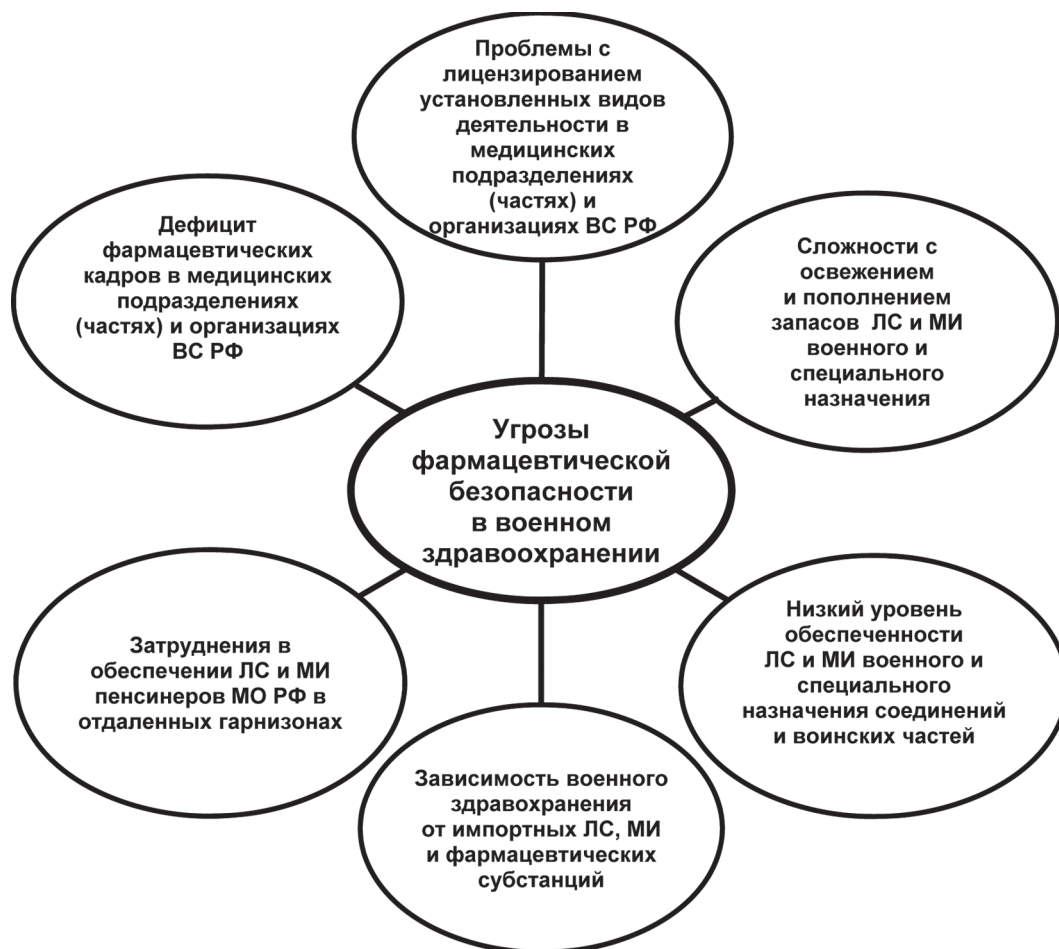 Проблемы с
лицензированием
установленных видов
деятельности в
медицинских
подразделениях
(частях) и
организациях ВС РФ
Дефицит
фармацевтических
кадров в медицинских
подразделениях
(частях) и организациях
ВС РФ
Сложности с
освежением
и пополнением
запасов ЛС и МИ
военного и
специального
назначения
Угрозы
фармацевтической
безопасности
в военном
здравоохранении
Затруднения в
обеспечении ЛС и МИ
пенсинеров МО РФ в
отдаленных гарнизонах
Низкий уровень
обеспеченности
ЛС и МИ военного и
специального
назначения соединений
и воинских частей
Зависимость военного
здравохранения
от импортных ЛС, МИ
и фармацевтических
субстанций